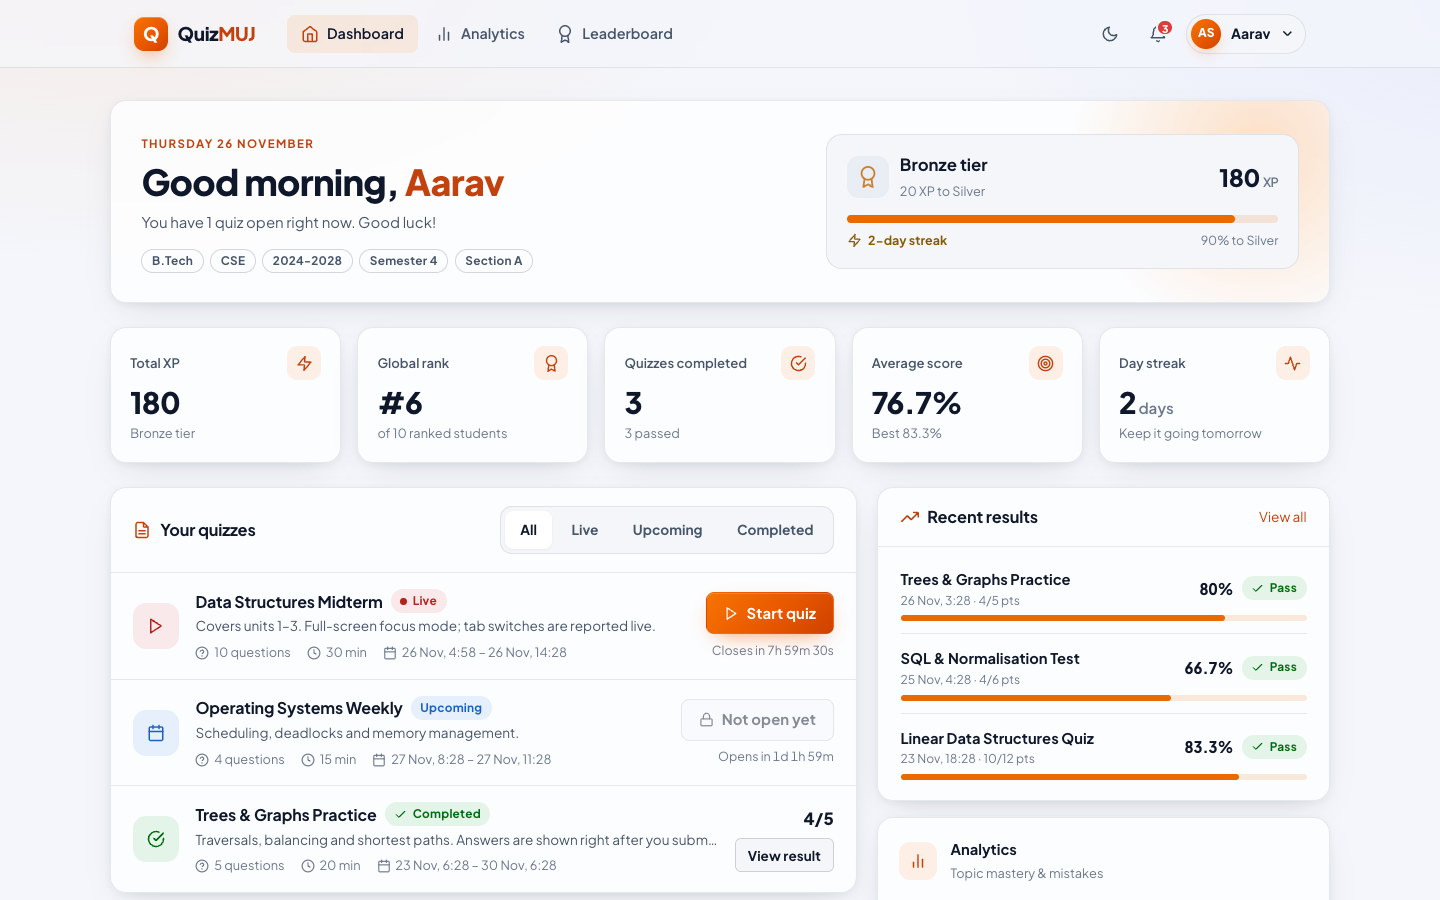 Q QuizMUJ
Dashboard
Analytics
Leaderboard
3
AS Aarav
THURSDAY 26 NOVEMBER
Good morning, Aarav
You have 1 quiz open right now. Good luck!
B.Tech
CSE
2024-2028
Semester 4
Section A
Bronze tier
20 XP to Silver
180 XP
2-day streak
90% to Silver
Total XP
180
Bronze tier
Global rank
#6
of 10 ranked students
Quizzes completed
3
3 passed
Average score
76.7%
Best 83.3%
Day streak
2 days
Keep it going tomorrow
Your quizzes
All
Live
Upcoming
Completed
Data Structures Midterm
Live
Covers units 1–3. Full-screen focus mode; tab switches are reported live.
10 questions
30 min
26 Nov, 4:58 – 26 Nov, 14:28
Start quiz
Closes in 7h 59m 30s
Operating Systems Weekly
Upcoming
Scheduling, deadlocks and memory management.
4 questions
15 min
27 Nov, 8:28 – 27 Nov, 11:28
Not open yet
Opens in 1d 1h 59m
Trees & Graphs Practice
Completed
Traversals, balancing and shortest paths. Answers are shown right after you subm...
5 questions
20 min
23 Nov, 6:28 – 30 Nov, 6:28
4/5
View result
Recent results
View all
Trees & Graphs Practice
26 Nov, 3:28 · 4/5 pts
80%
Pass
SQL & Normalisation Test
25 Nov, 4:28 · 4/6 pts
66.7%
Pass
Linear Data Structures Quiz
23 Nov, 18:28 · 10/12 pts
83.3%
Pass
Analytics
Topic mastery & mistakes